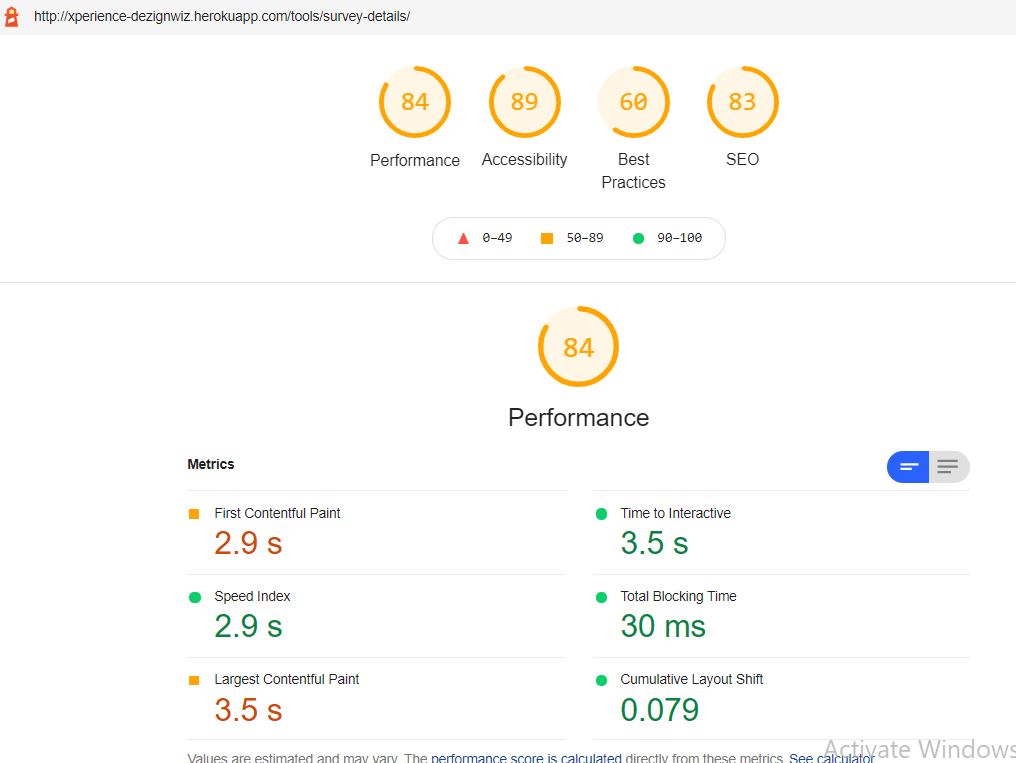 http://xperience-dezignwiz.herokuapp.com/tools/survey-details/
84 89 60 83
Performance Accessibility Best Practices SEO
0–49 50–89 90–100
84
Performance
Metrics
First Contentful Paint Time to Interactive
2.9 s 3.5 s
Speed Index Total Blocking Time
2.9 s 30 ms
Largest Contentful Paint Cumulative Layout Shift
3.5 s 0.079
Activate Windows
Values are estimated and may vary. The performance score is calculated directly from these metrics. See calculator